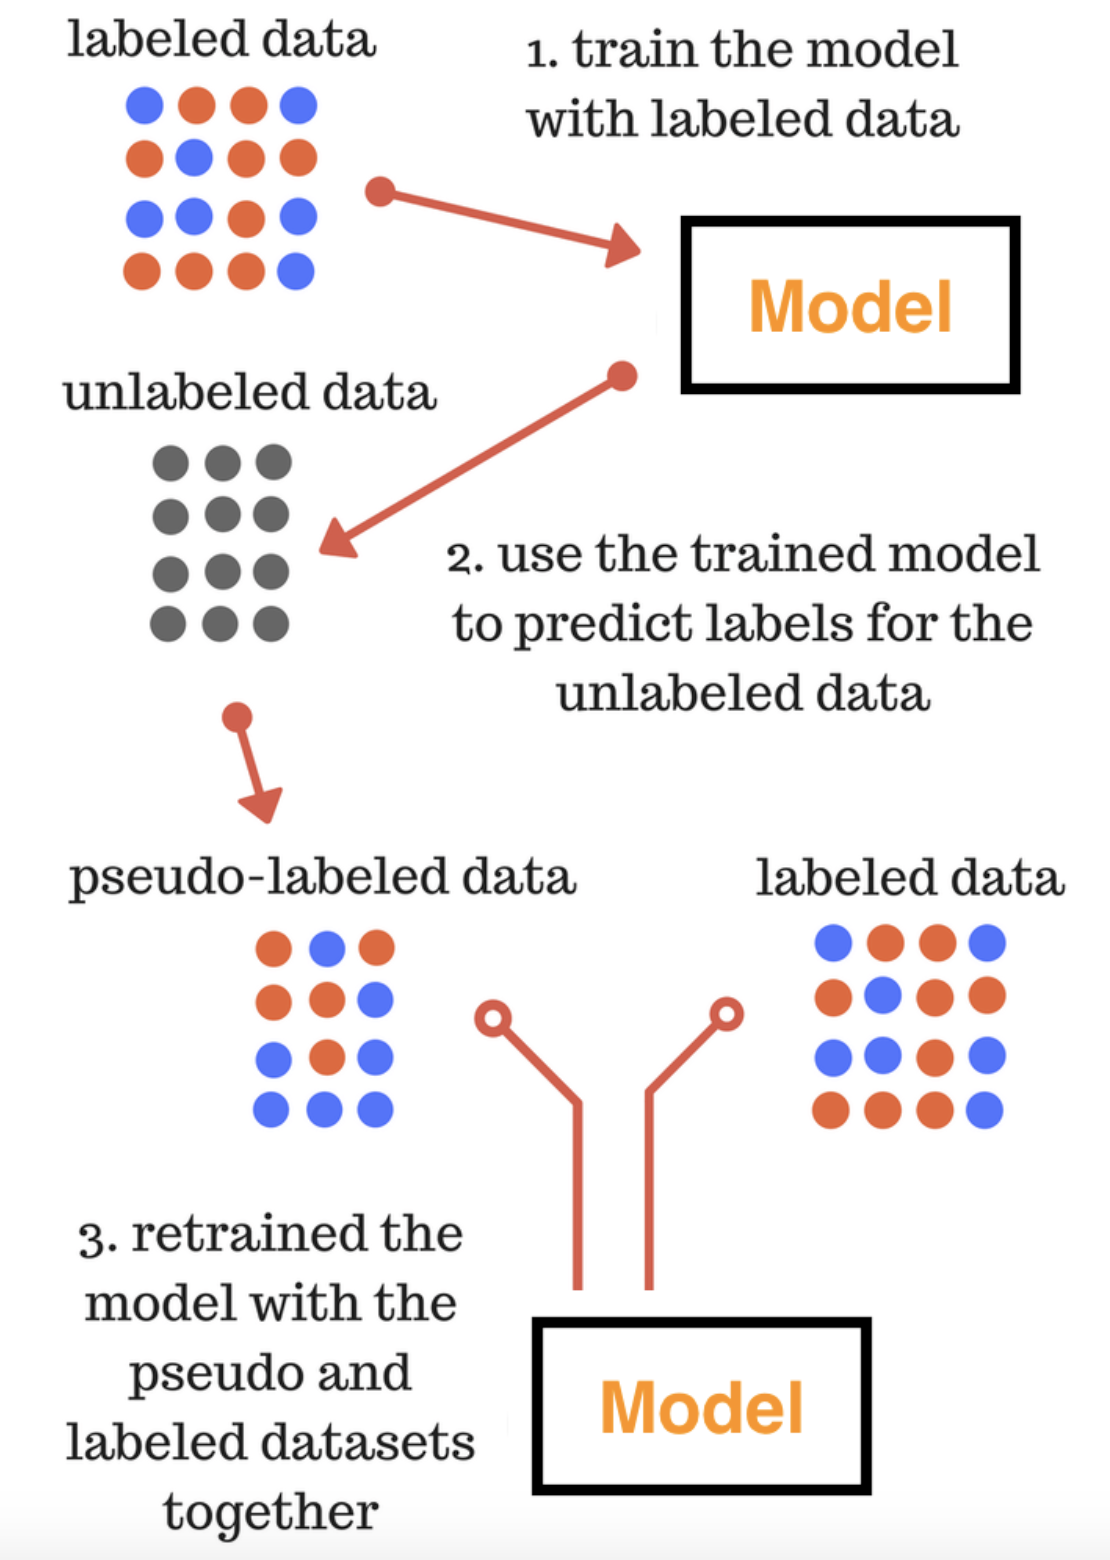 labeled data
1. train the model
with labeled data
Model
unlabeled data
2. use the trained model
to predict labels for the
unlabeled data
pseudo-labeled data
labeled data
3. retrained the
model with the
pseudo and
labeled datasets
together
Model